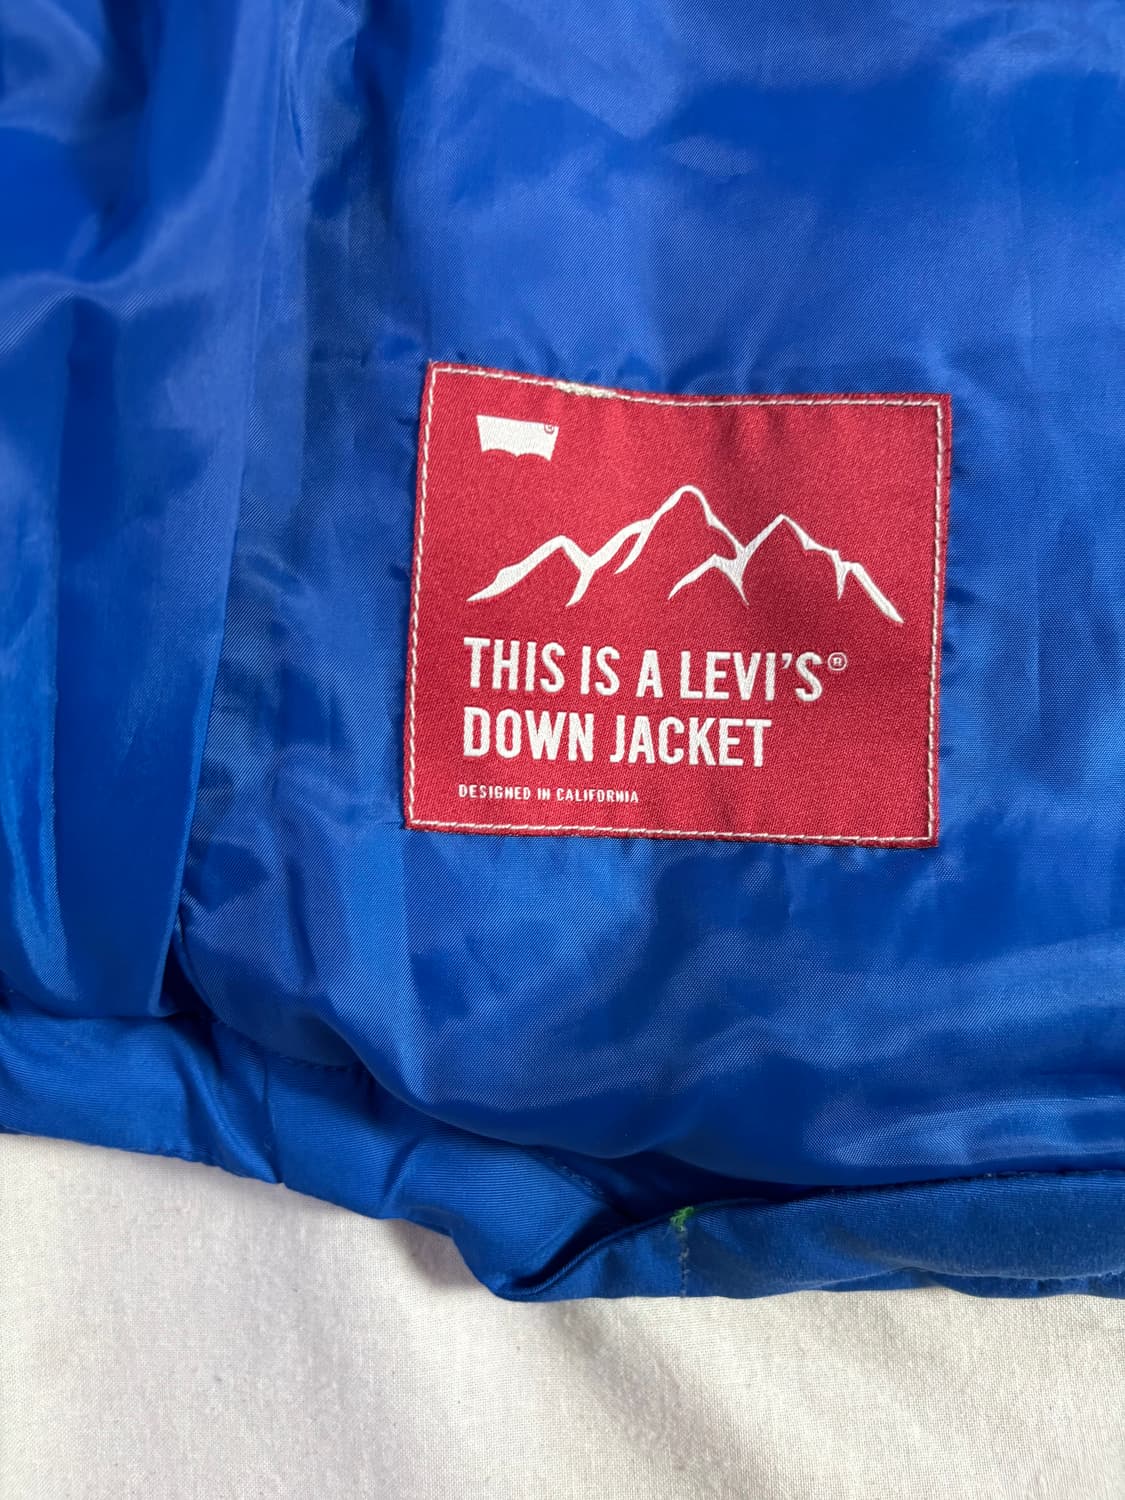 THIS IS A LEVI'S®
DOWN JACKET
DESIGNED IN CALIFORNIA